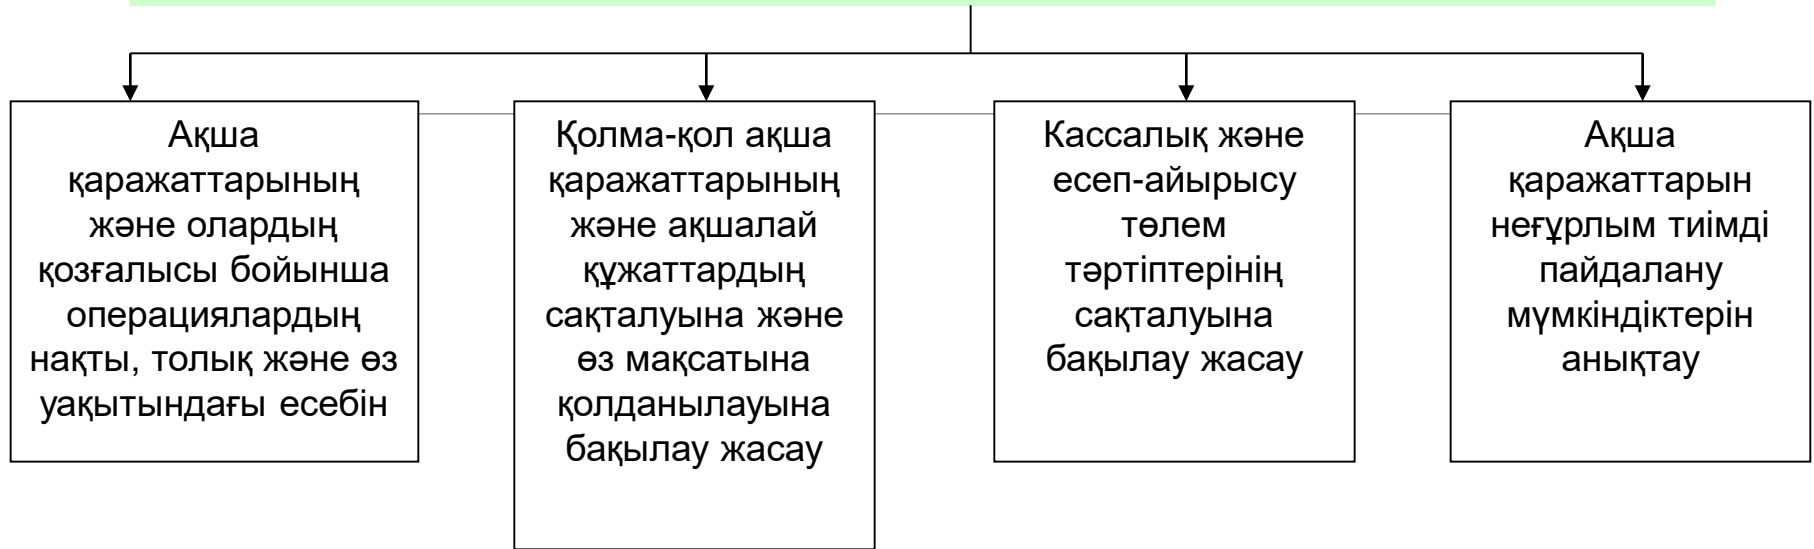 Ақша
қаражаттарының
және олардың
қозғалысы бойынша
операциялардың
нақты, толық және өз
уақытындағы есебін
Қолма-қол ақша
қаражаттарының
және ақшалай
құжаттардың
сақталуына және
өз мақсатына
қолданылауына
бақылау жасау
Кассалық және
есеп-айырысу
төлем
тәртіптерінің
сақталуына
бақылау жасау
Ақша
қаражаттарын
неғұрлым тиімді
пайдалану
мүмкіндіктерін
анықтау